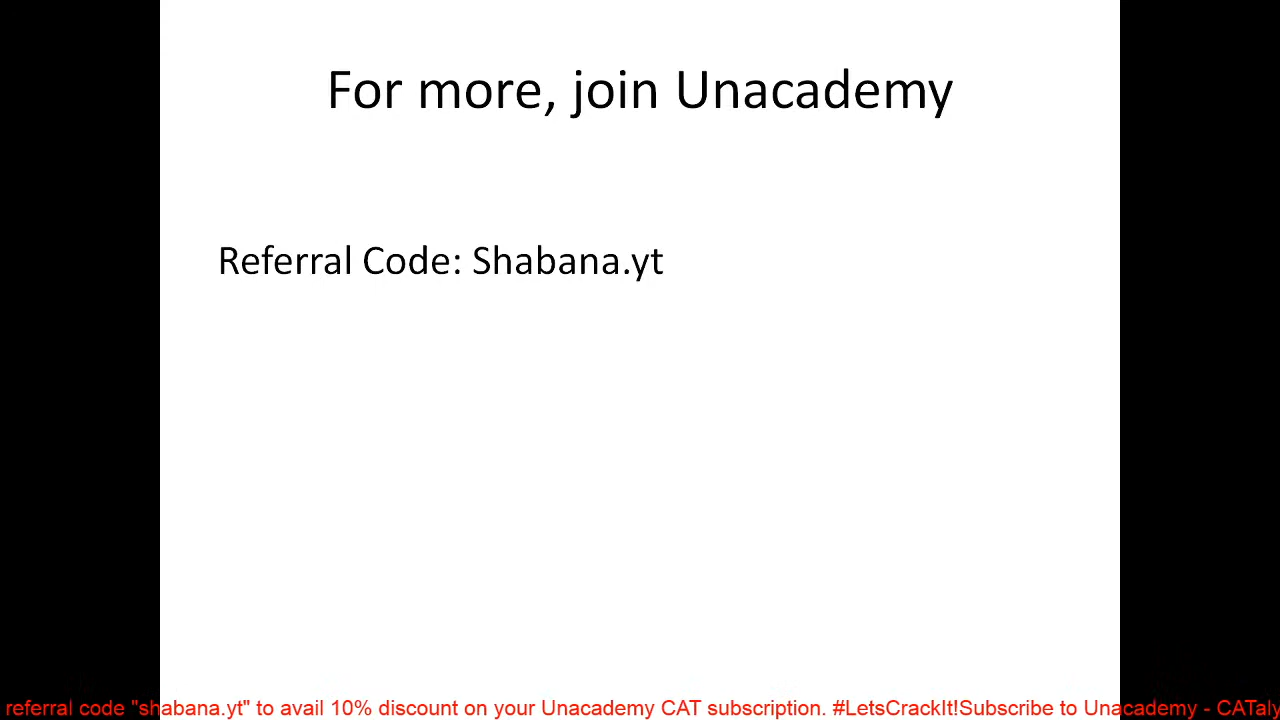 For more, join Unacademy
Referral Code: Shabana.yt
referral code "shabana.yt" to avail 10% discount on your Unacademy CAT subscription. #LetsCrackIt!Subscribe to Unacademy - CATaly